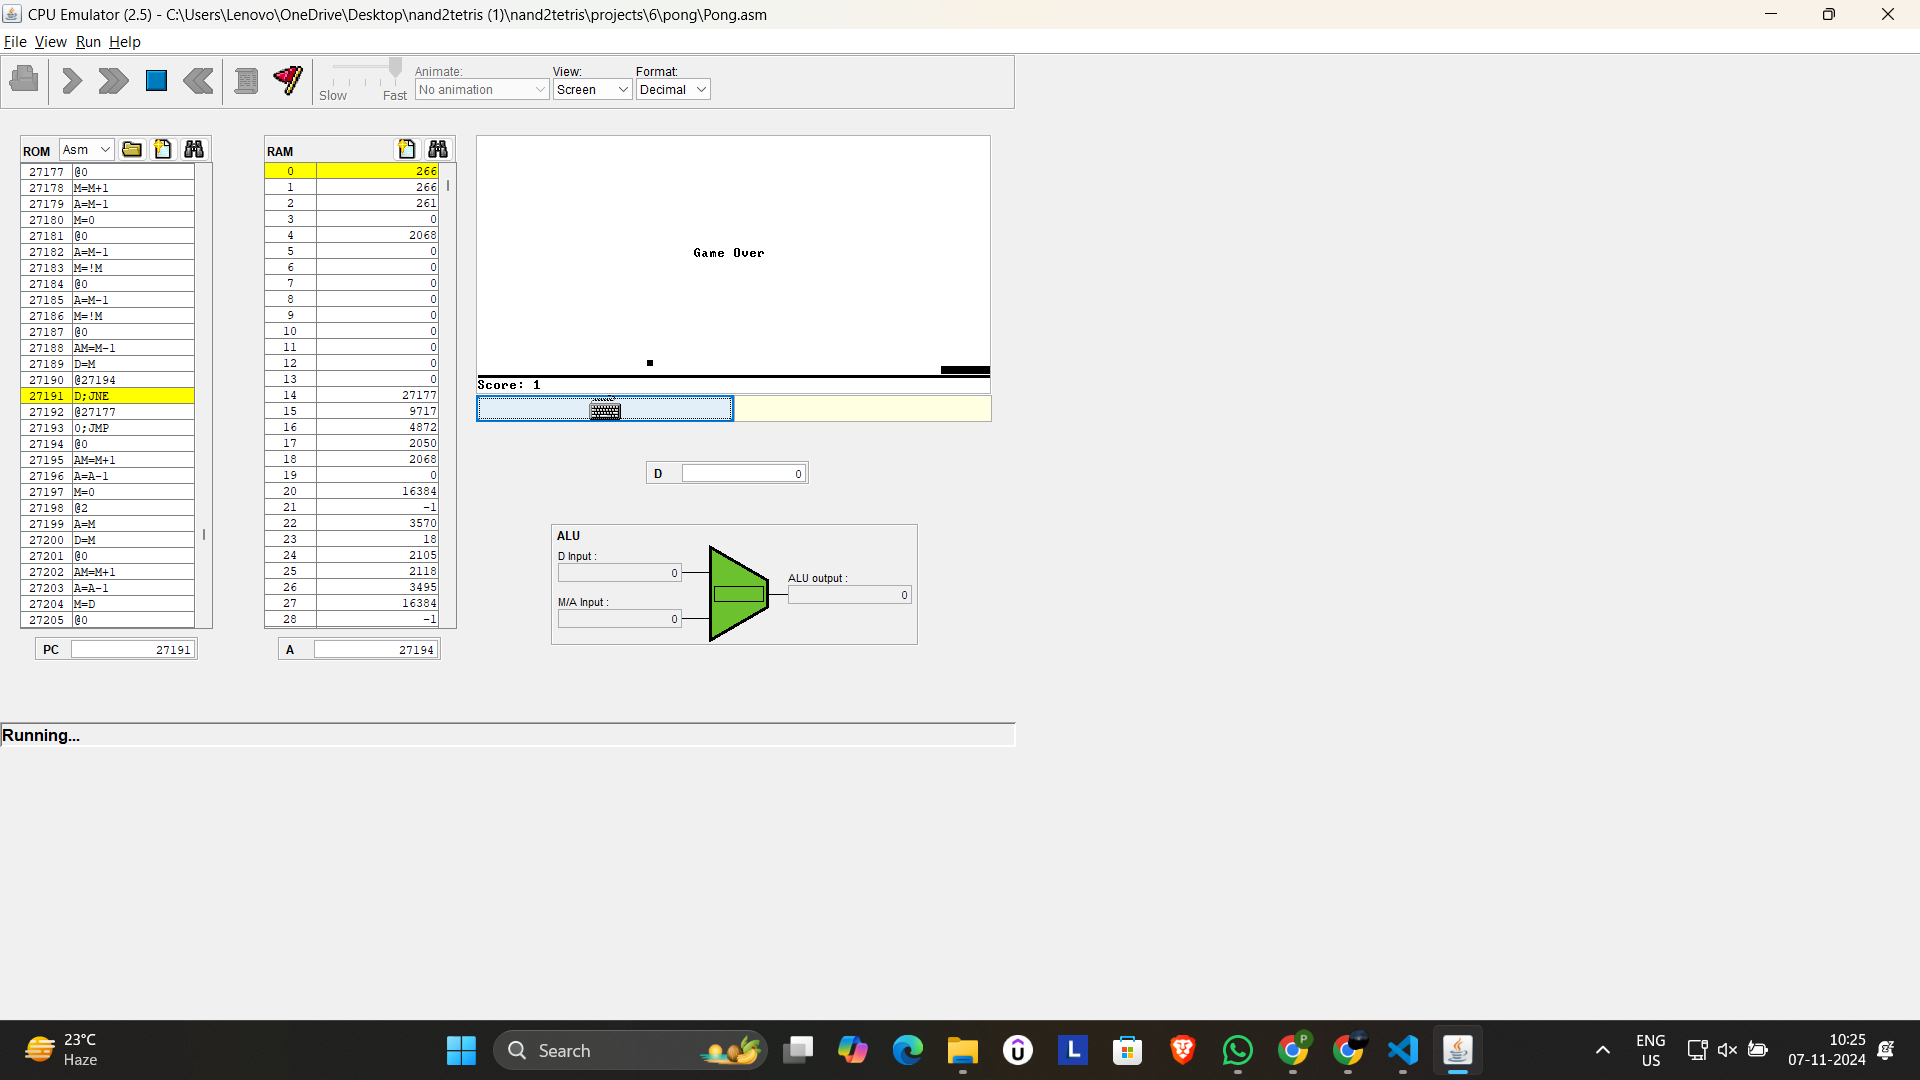 CPU Emulator (2.5) - C:\Users\Lenovo\OneDrive\Desktop\nand2tetris (1)\nand2tetris\projects\6\pong\Pong.asm
File View Run Help
Slow Fast
Animate:
No animation
View:
Screen
Format:
Decimal
ROM Asm
27177 @0
27178 M=M+1
27179 A=M-1
27180 M=0
27181 @0
27182 A=M-1
27183 M=!M
27184 @0
27185 A=M-1
27186 M=!M
27187 @0
27188 AM=M-1
27189 D=M
27190 @27194
27191 D;JNE
27192 @27177
27193 0;JMP
27194 @0
27195 AM=M+1
27196 A=A-1
27197 M=0
27198 @2
27199 A=M
27200 D=M
27201 @0
27202 AM=M+1
27203 A=A-1
27204 M=D
27205 @0
PC 27191
RAM
0 266
1 266
2 261
3 0
4 2068
5 0
6 0
7 0
8 0
9 0
10 0
11 0
12 0
13 0
14 27177
15 9717
16 4872
17 2050
18 2068
19 0
20 16384
21 -1
22 3570
23 18
24 2105
25 2118
26 3495
27 16384
28 -1
A 27194
Game Over
Score: 1
D 0
ALU
D Input :
0
M/A Input :
0
ALU output :
0
Running...
23°C
Haze
Search
L
P
ENG
US
10:25
07-11-2024